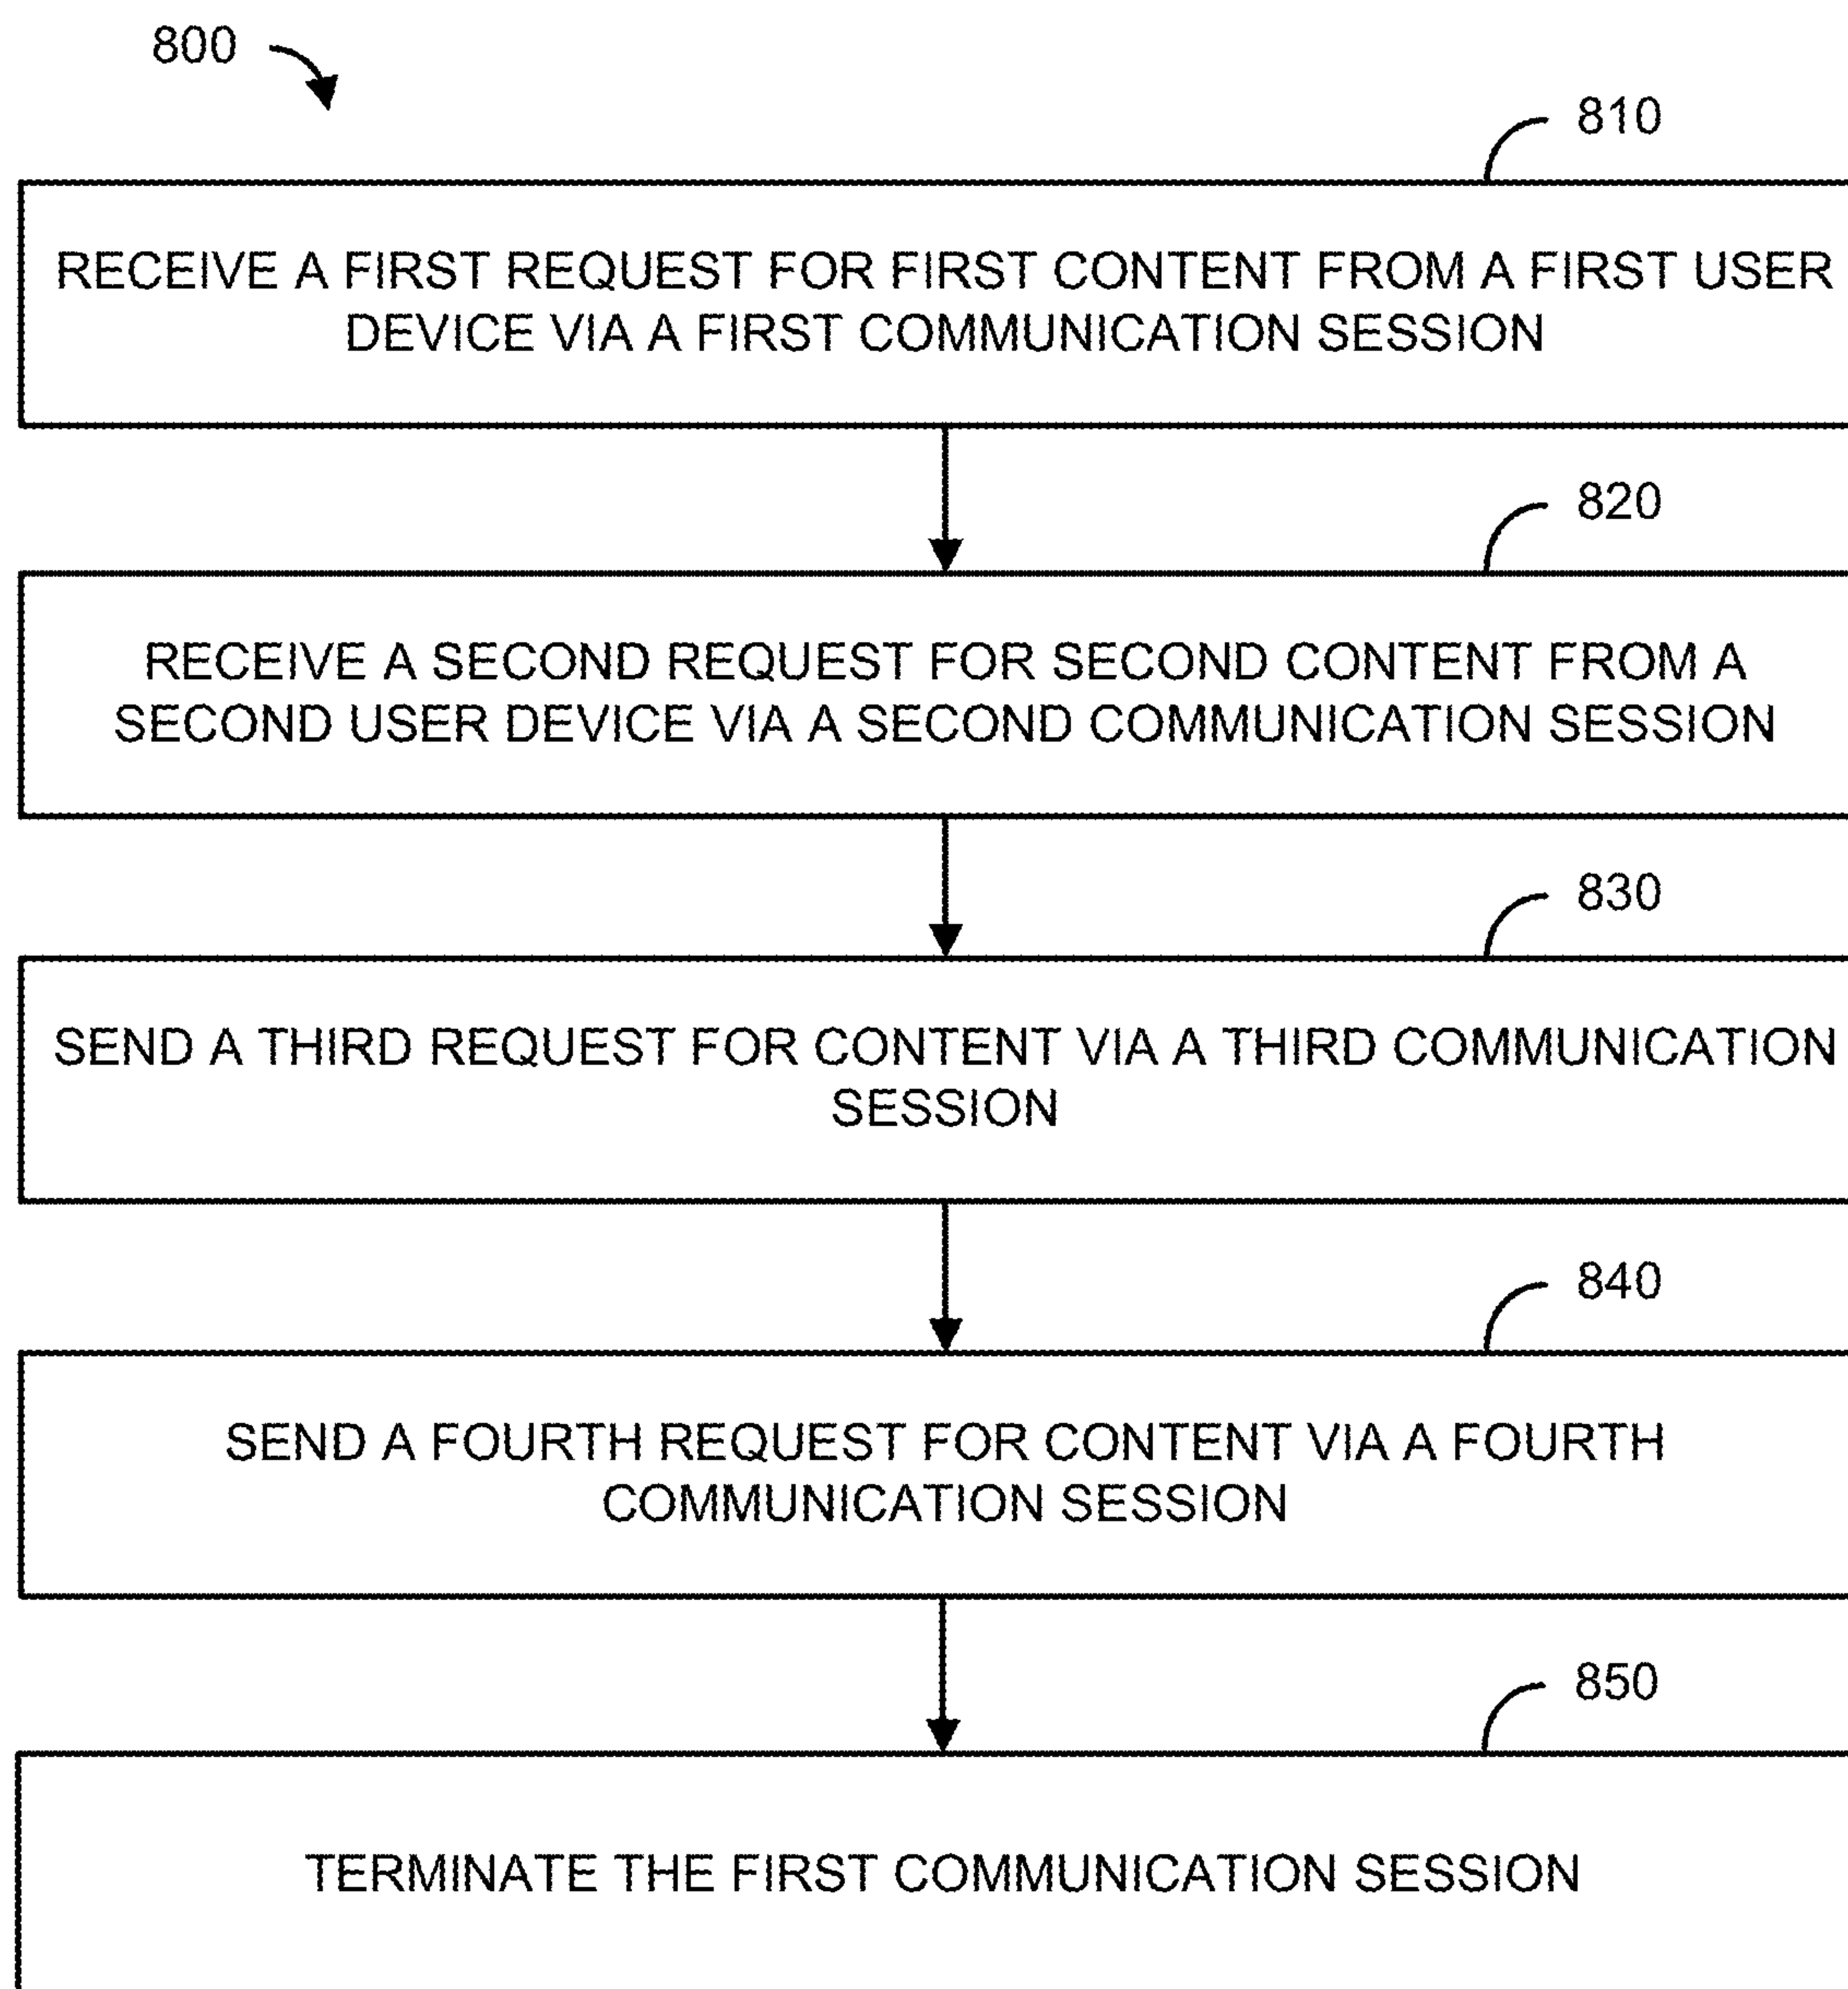 800
810
RECEIVE A FIRST REQUEST FOR FIRST CONTENT FROM A FIRST USER
DEVICE VIA A FIRST COMMUNICATION SESSION
820
RECEIVE A SECOND REQUEST FOR SECOND CONTENT FROM A
SECOND USER DEVICE VIA A SECOND COMMUNICATION SESSION
830
SEND A THIRD REQUEST FOR CONTENT VIA A THIRD COMMUNICATION
SESSION
840
SEND A FOURTH REQUEST FOR CONTENT VIA A FOURTH
COMMUNICATION SESSION
850
TERMINATE THE FIRST COMMUNICATION SESSION